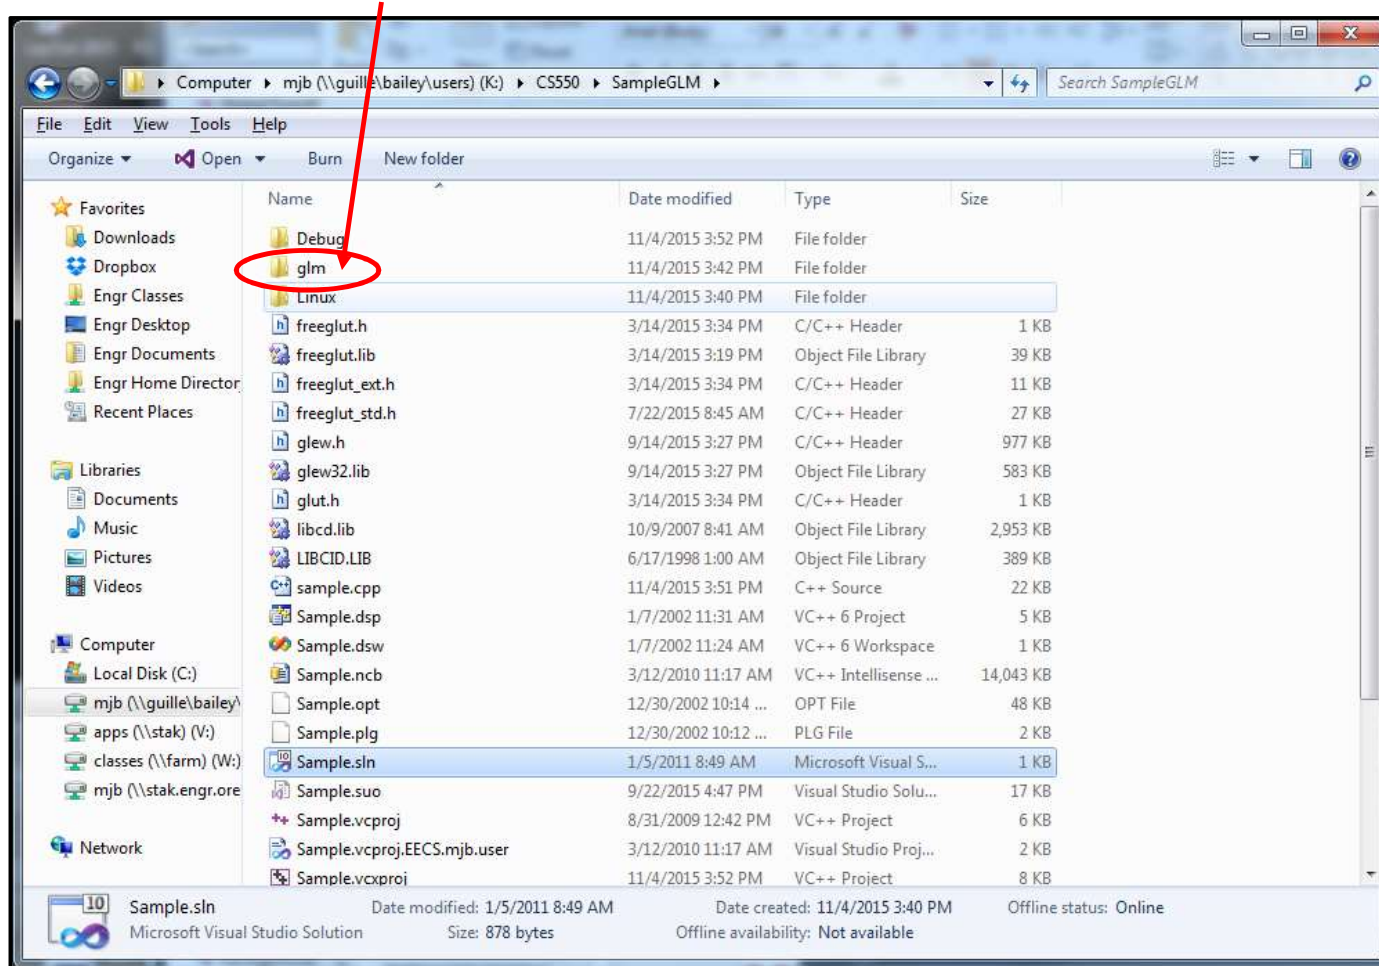 Computer ▸ mjb (\\guille\bailey\users) (K:) ▸ CS550 ▸ SampleGLM ▸ Search SampleGLM
File Edit View Tools Help
Organize Open Burn New folder
Name Date modified Type Size
Favorites
Downloads
Dropbox
Engr Classes
Engr Desktop
Engr Documents
Engr Home Director
Recent Places
Libraries
Documents
Music
Pictures
Videos
Computer
Local Disk (C:)
mjb (\\guille\bailey\
apps (\\stak) (V:)
classes (\\farm) (W:)
mjb (\\stak.engr.ore
Network
Debug 11/4/2015 3:52 PM File folder
glm 11/4/2015 3:42 PM File folder
Linux 11/4/2015 3:40 PM File folder
freeglut.h 3/14/2015 3:34 PM C/C++ Header 1 KB
freeglut.lib 3/14/2015 3:19 PM Object File Library 39 KB
freeglut_ext.h 3/14/2015 3:34 PM C/C++ Header 11 KB
freeglut_std.h 7/22/2015 8:45 AM C/C++ Header 27 KB
glew.h 9/14/2015 3:27 PM C/C++ Header 977 KB
glew32.lib 9/14/2015 3:27 PM Object File Library 583 KB
glut.h 3/14/2015 3:34 PM C/C++ Header 1 KB
libcd.lib 10/9/2007 8:41 AM Object File Library 2,953 KB
LIBCID.LIB 6/17/1998 1:00 AM Object File Library 389 KB
sample.cpp 11/4/2015 3:51 PM C++ Source 22 KB
Sample.dsp 1/7/2002 11:31 AM VC++ 6 Project 5 KB
Sample.dsw 1/7/2002 11:24 AM VC++ 6 Workspace 1 KB
Sample.ncb 3/12/2010 11:17 AM VC++ Intellisense ... 14,043 KB
Sample.opt 12/30/2002 10:14 ... OPT File 48 KB
Sample.plg 12/30/2002 10:12 ... PLG File 2 KB
Sample.sln 1/5/2011 8:49 AM Microsoft Visual S... 1 KB
Sample.suo 9/22/2015 4:47 PM Visual Studio Solu... 17 KB
Sample.vcproj 8/31/2009 12:42 PM VC++ Project 6 KB
Sample.vcproj.EECS.mjb.user 3/12/2010 11:17 AM Visual Studio Proj... 2 KB
Sample.vcxproj 11/4/2015 3:52 PM VC++ Project 8 KB
10 Sample.sln Date modified: 1/5/2011 8:49 AM Date created: 11/4/2015 3:40 PM Offline status: Online
Microsoft Visual Studio Solution Size: 878 bytes Offline availability: Not available